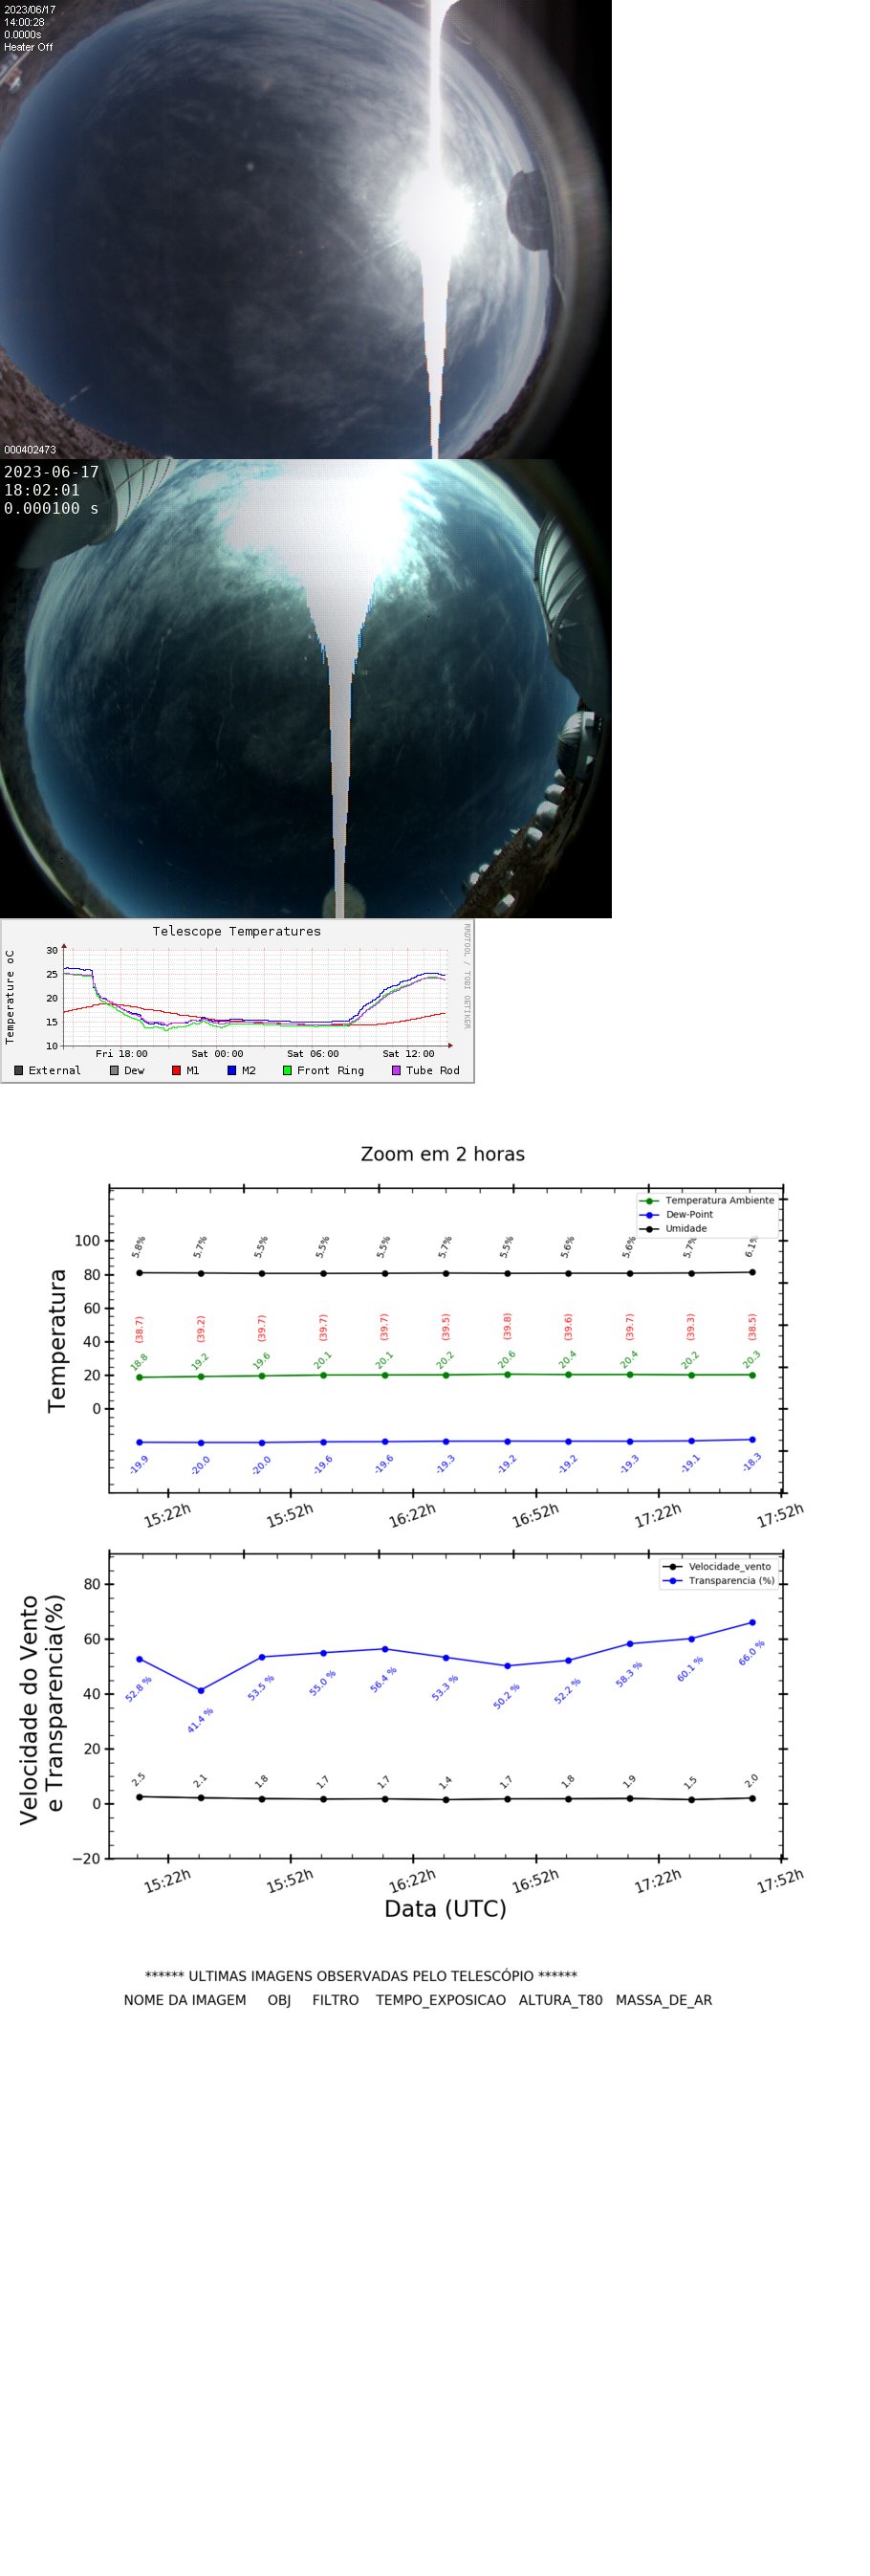 2023/06/17
14:00:28
0.0000s
Heater Off
000402473
2023-06-17
18:02:01
0.000100 s
Telescope Temperatures
RRDTOOL / TOBI OETIKER
Temperature oC
30
25
20
15
10
Fri 18:00 Sat 00:00 Sat 06:00 Sat 12:00
External Dew M1 M2 Front Ring Tube Rod
Zoom em 2 horas
Temperatura Ambiente
Dew-Point
Umidade
Temperatura
100
80
60
40
20
0
5.8% 5.7% 5.5% 5.5% 5.5% 5.7% 5.5% 5.6% 5.6% 5.7% 6.1%
(38.7) (39.2) (39.7) (39.7) (39.7) (39.5) (39.8) (39.6) (39.7) (39.3) (38.5)
18.8 19.2 19.6 20.1 20.1 20.2 20.6 20.4 20.4 20.2 20.3
-19.9 -20.0 -20.0 -19.6 -19.6 -19.3 -19.2 -19.2 -19.3 -19.1 -18.3
15:22h 15:52h 16:22h 16:52h 17:22h 17:52h
Velocidade_vento
Transparencia (%)
Velocidade do Vento
e Transparencia(%)
80
60
40
20
0
−20
52.8 % 41.4 % 53.5 % 55.0 % 56.4 % 53.3 % 50.2 % 52.2 % 58.3 % 60.1 % 66.0 %
2.5 2.1 1.8 1.7 1.7 1.4 1.7 1.8 1.9 1.5 2.0
15:22h 15:52h 16:22h 16:52h 17:22h 17:52h
Data (UTC)
****** ULTIMAS IMAGENS OBSERVADAS PELO TELESCÓPIO ******
NOME DA IMAGEM OBJ FILTRO TEMPO_EXPOSICAO ALTURA_T80 MASSA_DE_AR